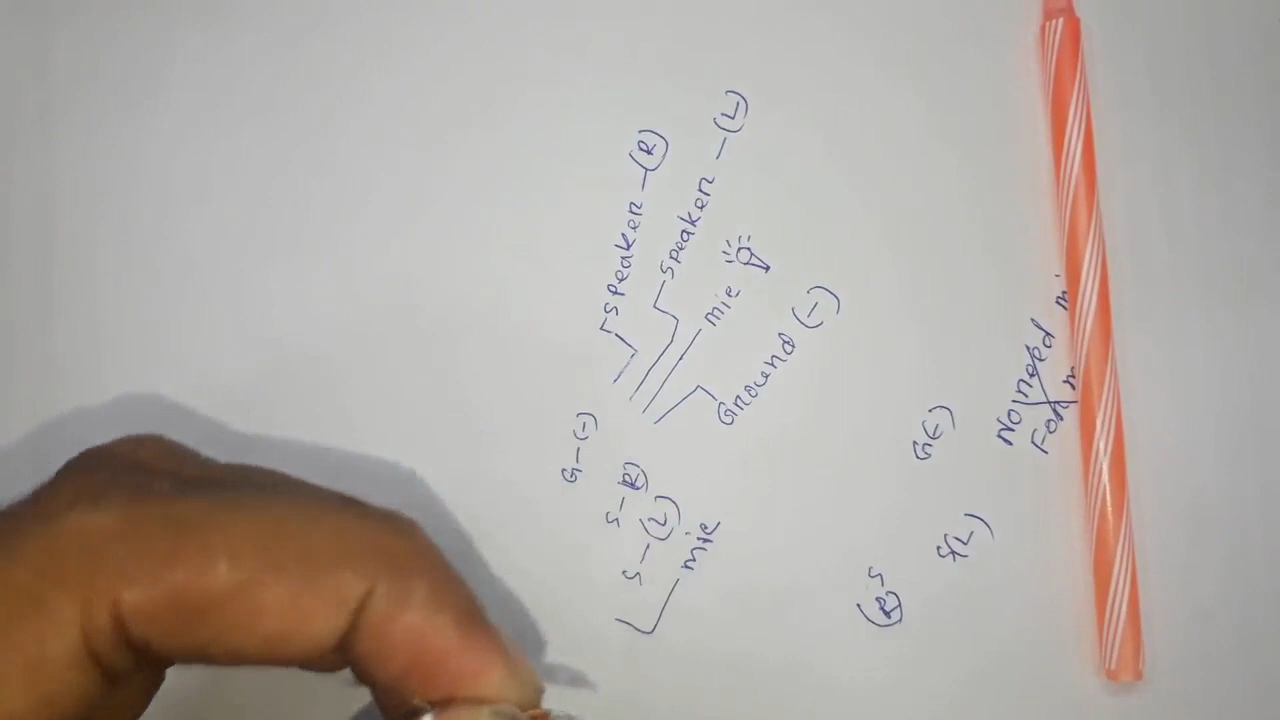 Speaker-(R)
Speaker-(L)
mic
Ground (-)
G-(-)
S-(R)
S-(L)
mic
G(-)
S(L)
(R)S
No need
For m
m